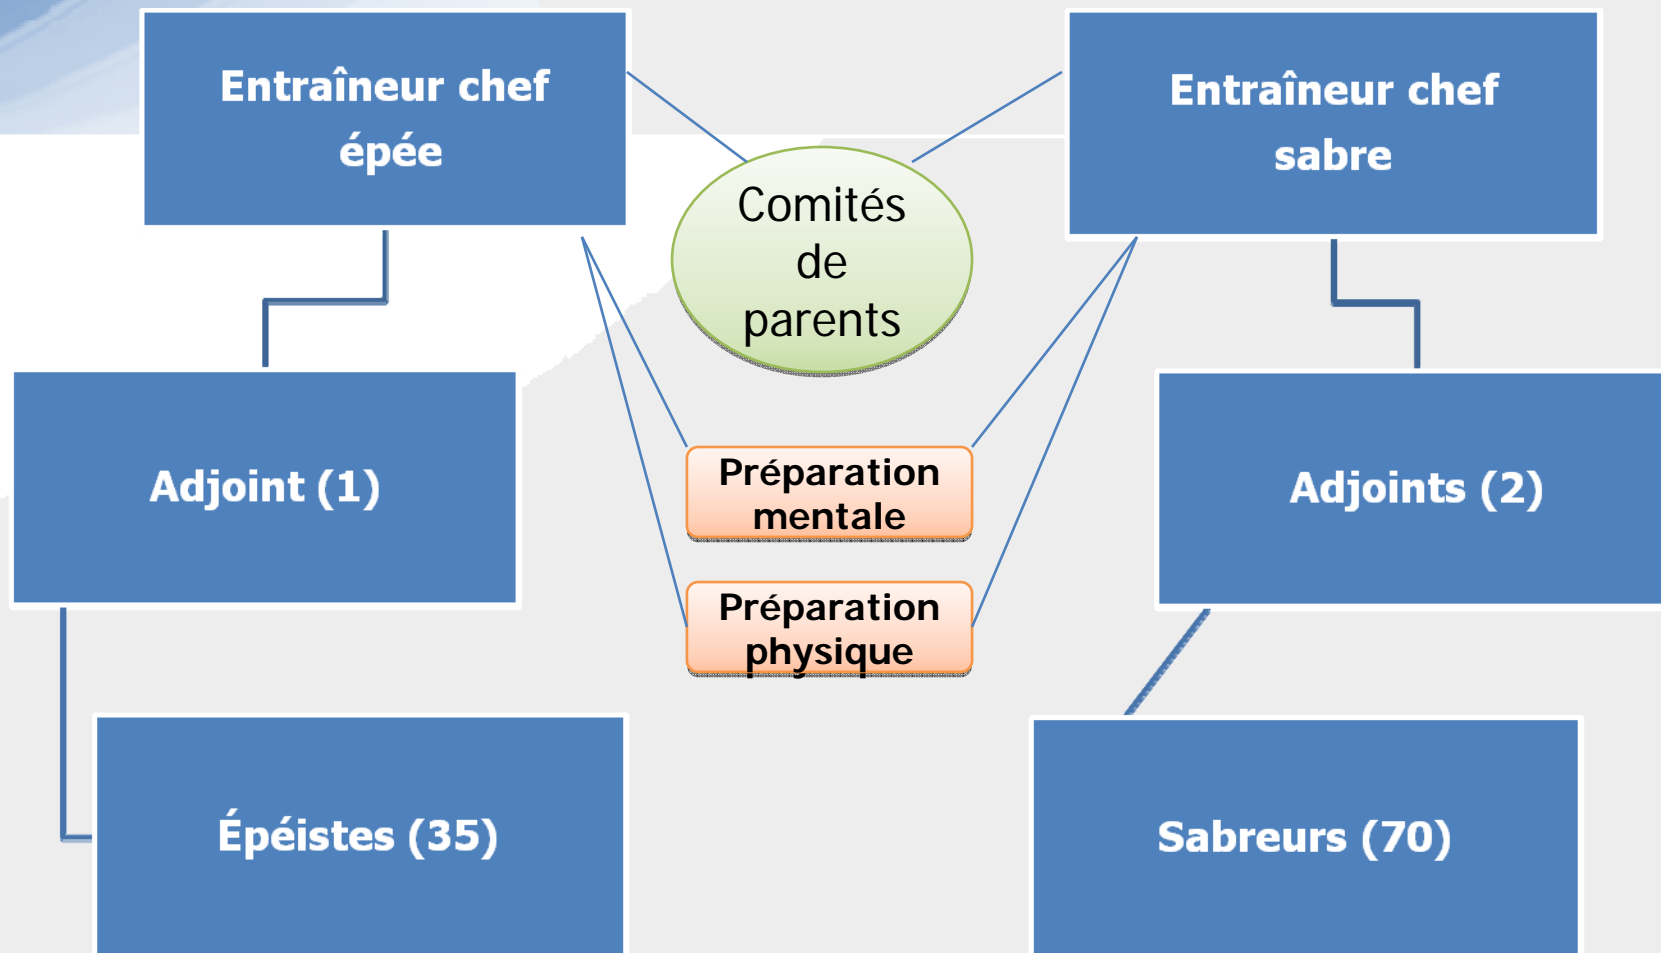 Entraîneur chef
épée
Entraîneur chef
sabre
Comités
de
parents
Adjoint (1)
Préparation
mentale
Adjoints (2)
Préparation
physique
Épéistes (35)
Sabreurs (70)